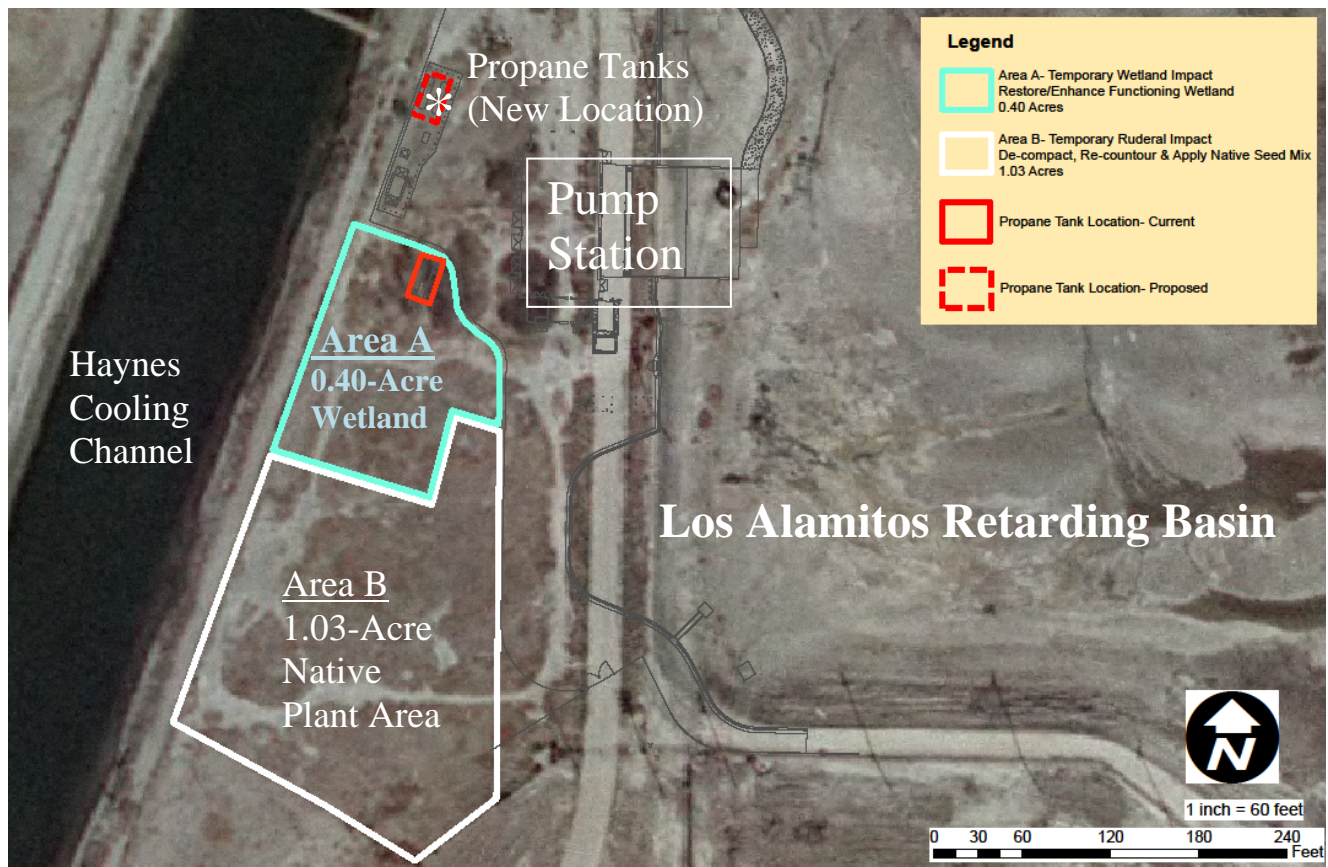 Propane Tanks
(New Location)
*
Pump
Station
Area A
0.40-Acre
Wetland
Haynes
Cooling
Channel
Los Alamitos Retarding Basin
Area B
1.03-Acre
Native
Plant Area
Legend
Area A- Temporary Wetland Impact
Restore/Enhance Functioning Wetland
0.40 Acres
Area B- Temporary Ruderal Impact
De-compact, Re-countour & Apply Native Seed Mix
1.03 Acres
Propane Tank Location- Current
Propane Tank Location- Proposed
N
1 inch = 60 feet
0 30 60 120 180 240
Feet